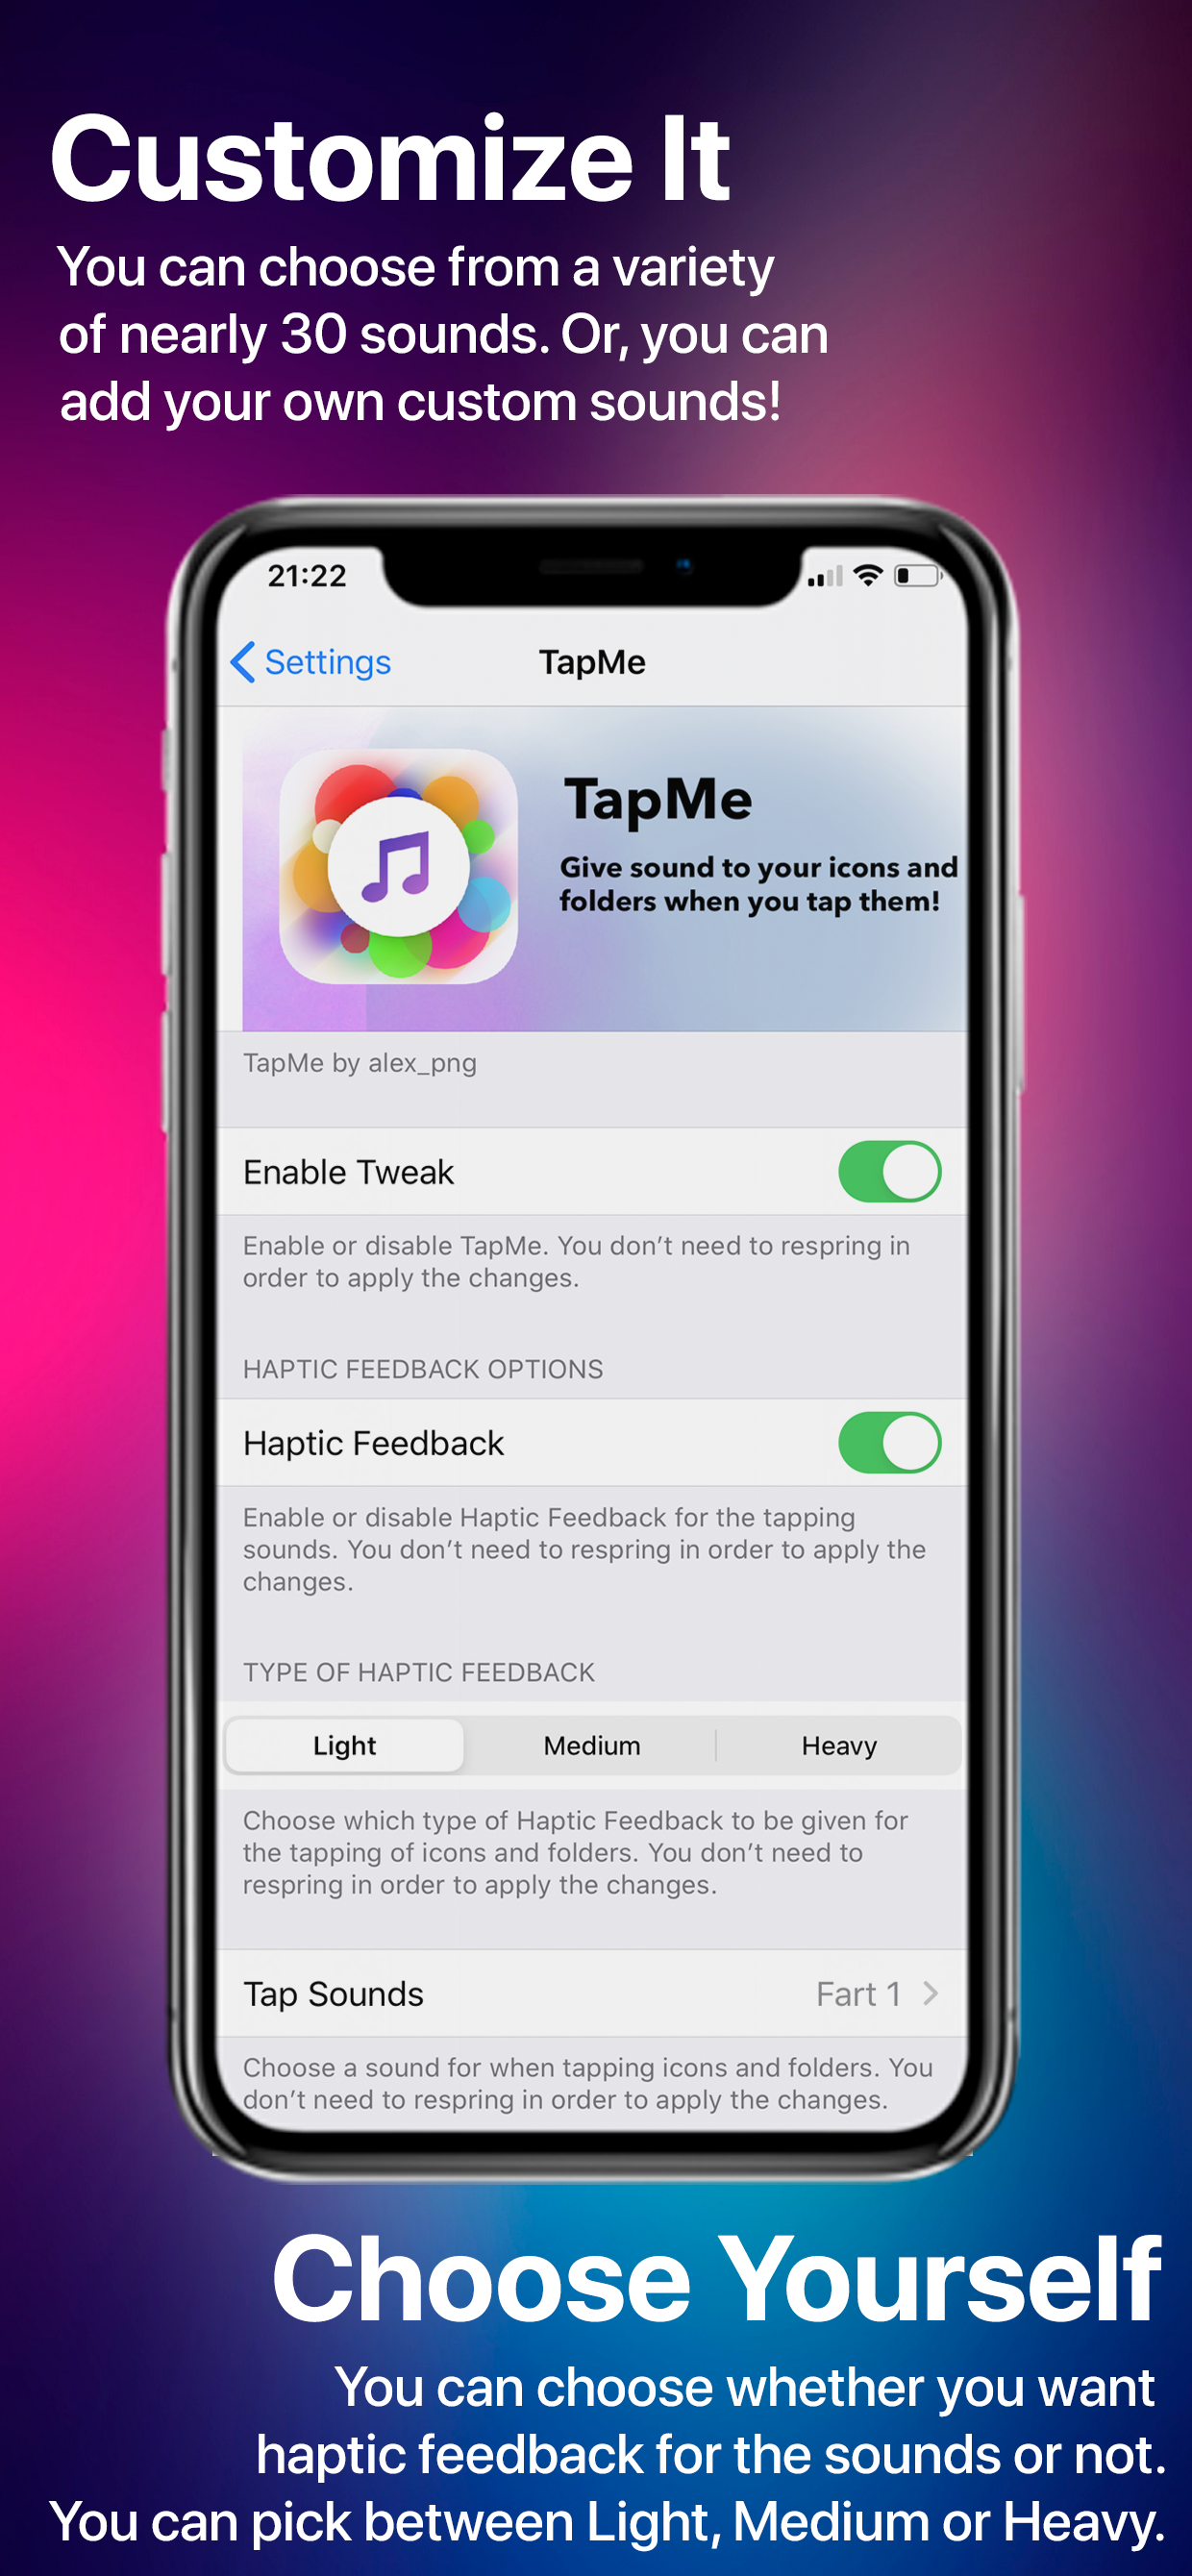 Customize It
You can choose from a variety
of nearly 30 sounds. Or, you can
add your own custom sounds!
21:22
Settings
TapMe
TapMe
Give sound to your icons and
folders when you tap them!
TapMe by alex_png
Enable Tweak
Enable or disable TapMe. You don’t need to respring in
order to apply the changes.
HAPTIC FEEDBACK OPTIONS
Haptic Feedback
Enable or disable Haptic Feedback for the tapping
sounds. You don’t need to respring in order to apply the
changes.
TYPE OF HAPTIC FEEDBACK
Light
Medium
Heavy
Choose which type of Haptic Feedback to be given for
the tapping of icons and folders. You don’t need to
respring in order to apply the changes.
Tap Sounds
Fart 1
Choose a sound for when tapping icons and folders. You
don’t need to respring in order to apply the changes.
Choose Yourself
You can choose whether you want
haptic feedback for the sounds or not.
You can pick between Light, Medium or Heavy.